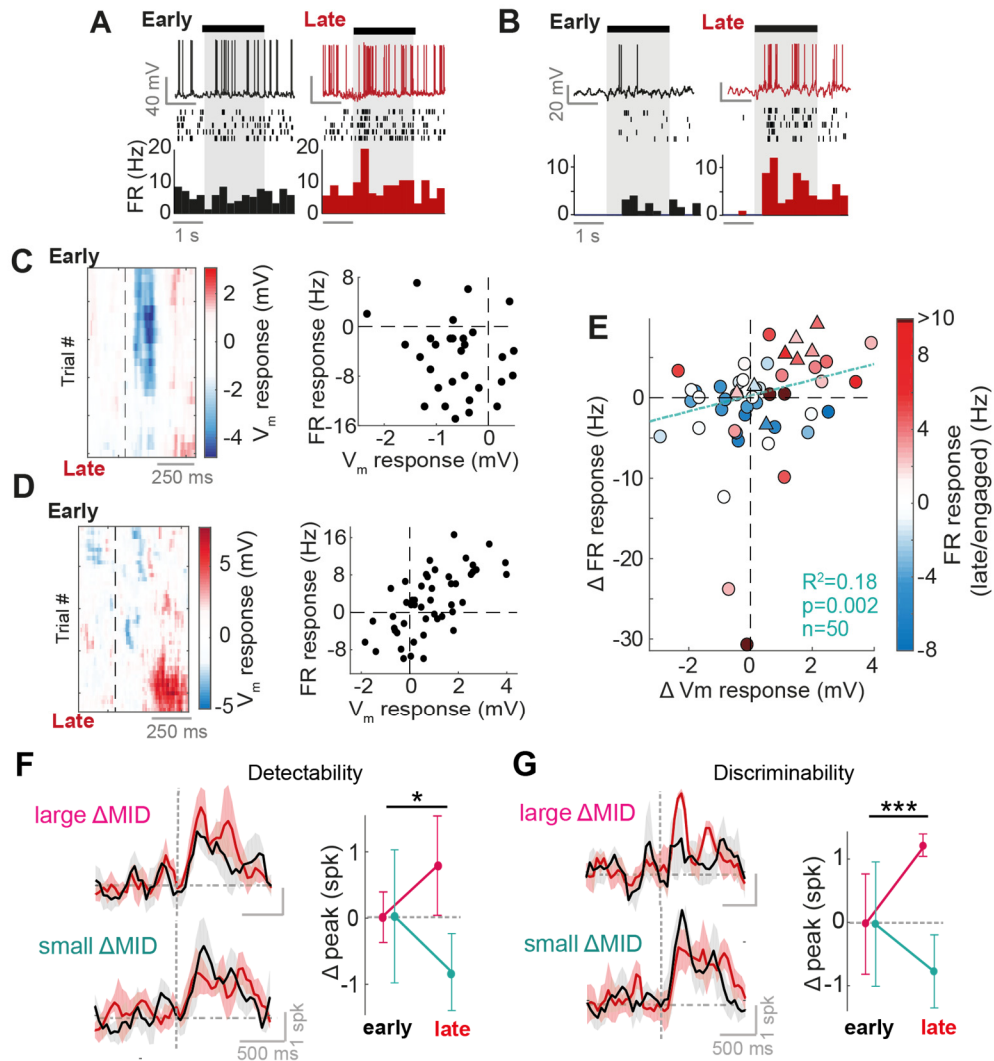 A
Early
Late
40 mV
FR (Hz)
20
10
0
20
10
0
1 s
B
Early
Late
20 mV
10
0
10
0
1 s
C
Early
Trial #
Late
250 ms
2
0
-2
-4
Vm response (mV)
FR response (Hz)
8
0
-8
-16
-2
-1
0
Vm response (mV)
D
Early
Trial #
Late
250 ms
5
0
-5
Vm response (mV)
FR response (Hz)
16
8
0
-8
-2
0
2
4
Vm response (mV)
E
Δ FR response (Hz)
0
-10
-20
-30
-2
0
2
4
Δ Vm response (mV)
R²=0.18
p=0.002
n=50
>10
8
4
0
-4
-8
FR response
(late/engaged) (Hz)
F
Detectability
large ΔMID
small ΔMID
500 ms
1 spk
Δ peak (spk)
1
0
-1
*
early
late
G
Discriminability
large ΔMID
small ΔMID
500 ms
1 spk
Δ peak (spk)
1
0
-1
***
early
late